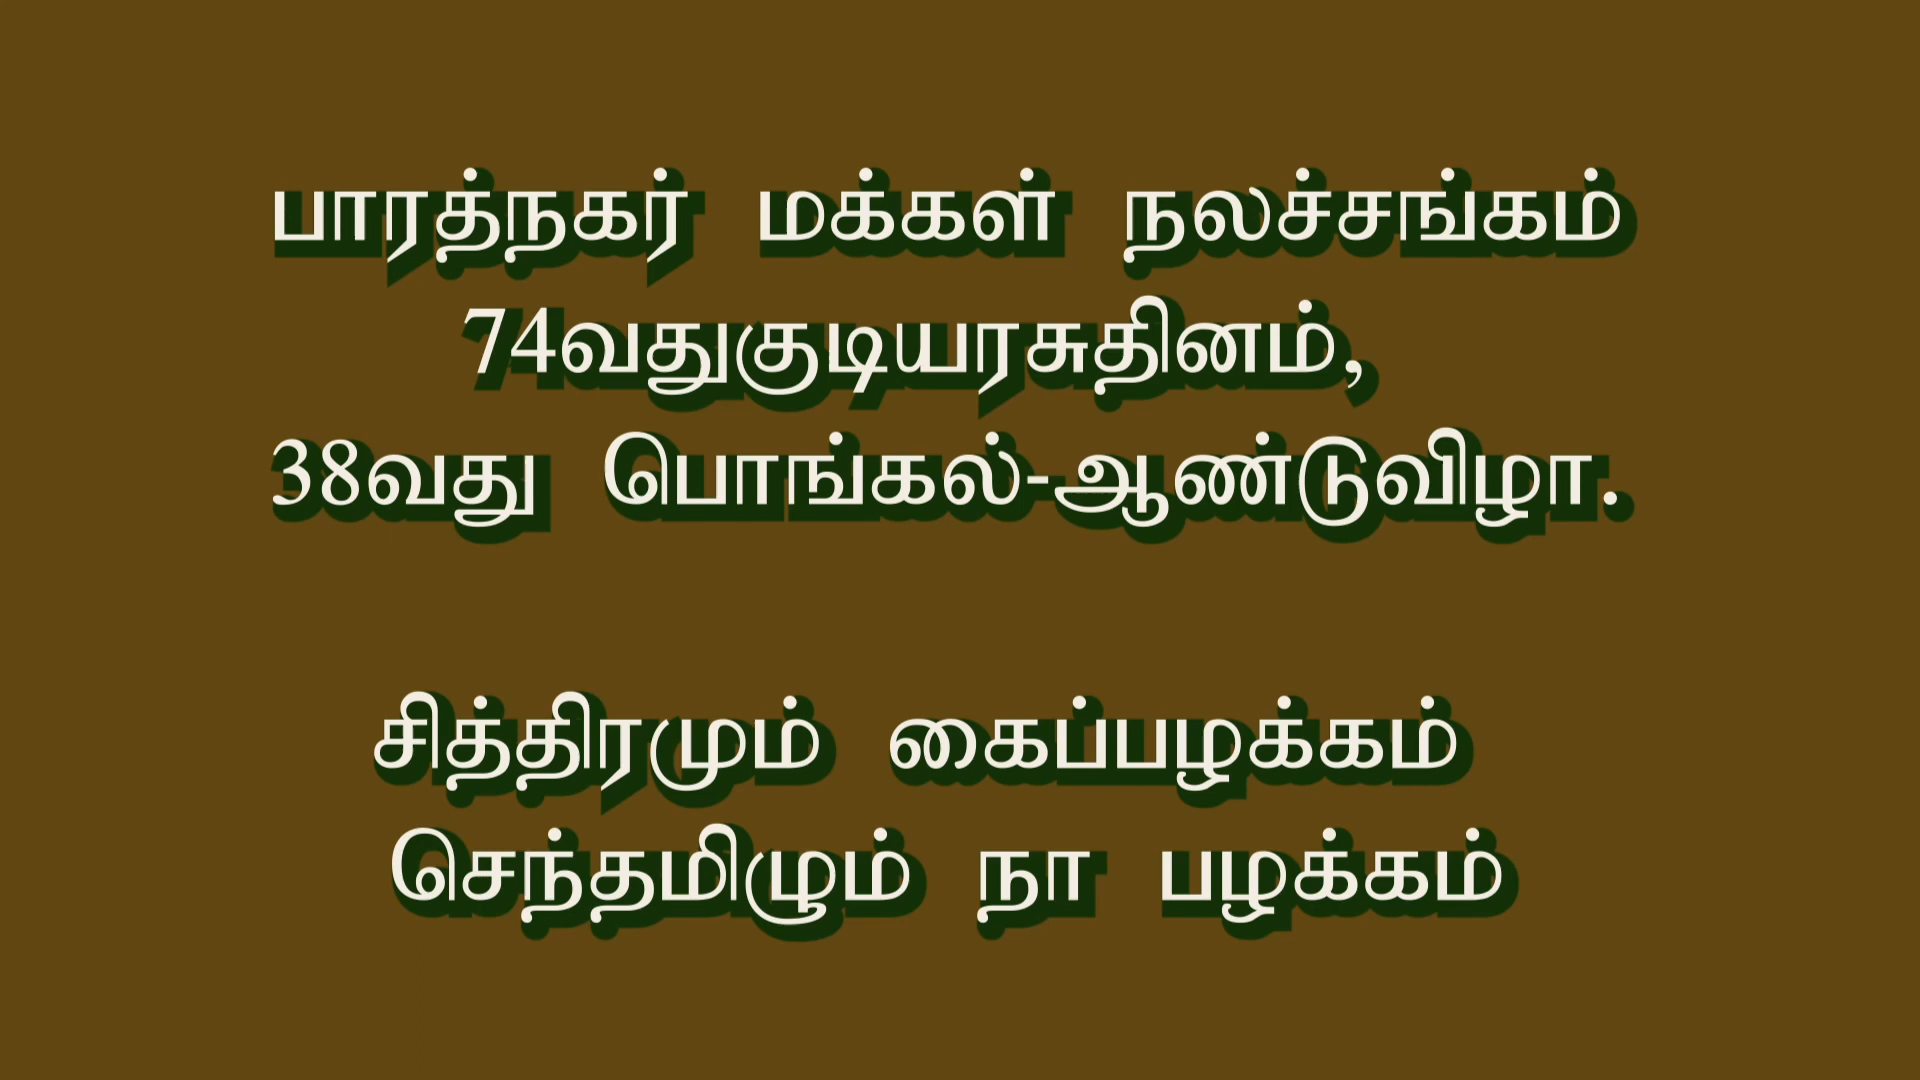 பாரத்நகர் மக்கள் நலச்சங்கம்
74வதுகுடியரசுதினம்,
38வது பொங்கல்-ஆண்டுவிழா.
சித்திரமும் கைப்பழக்கம்
செந்தமிழும் நா பழக்கம்